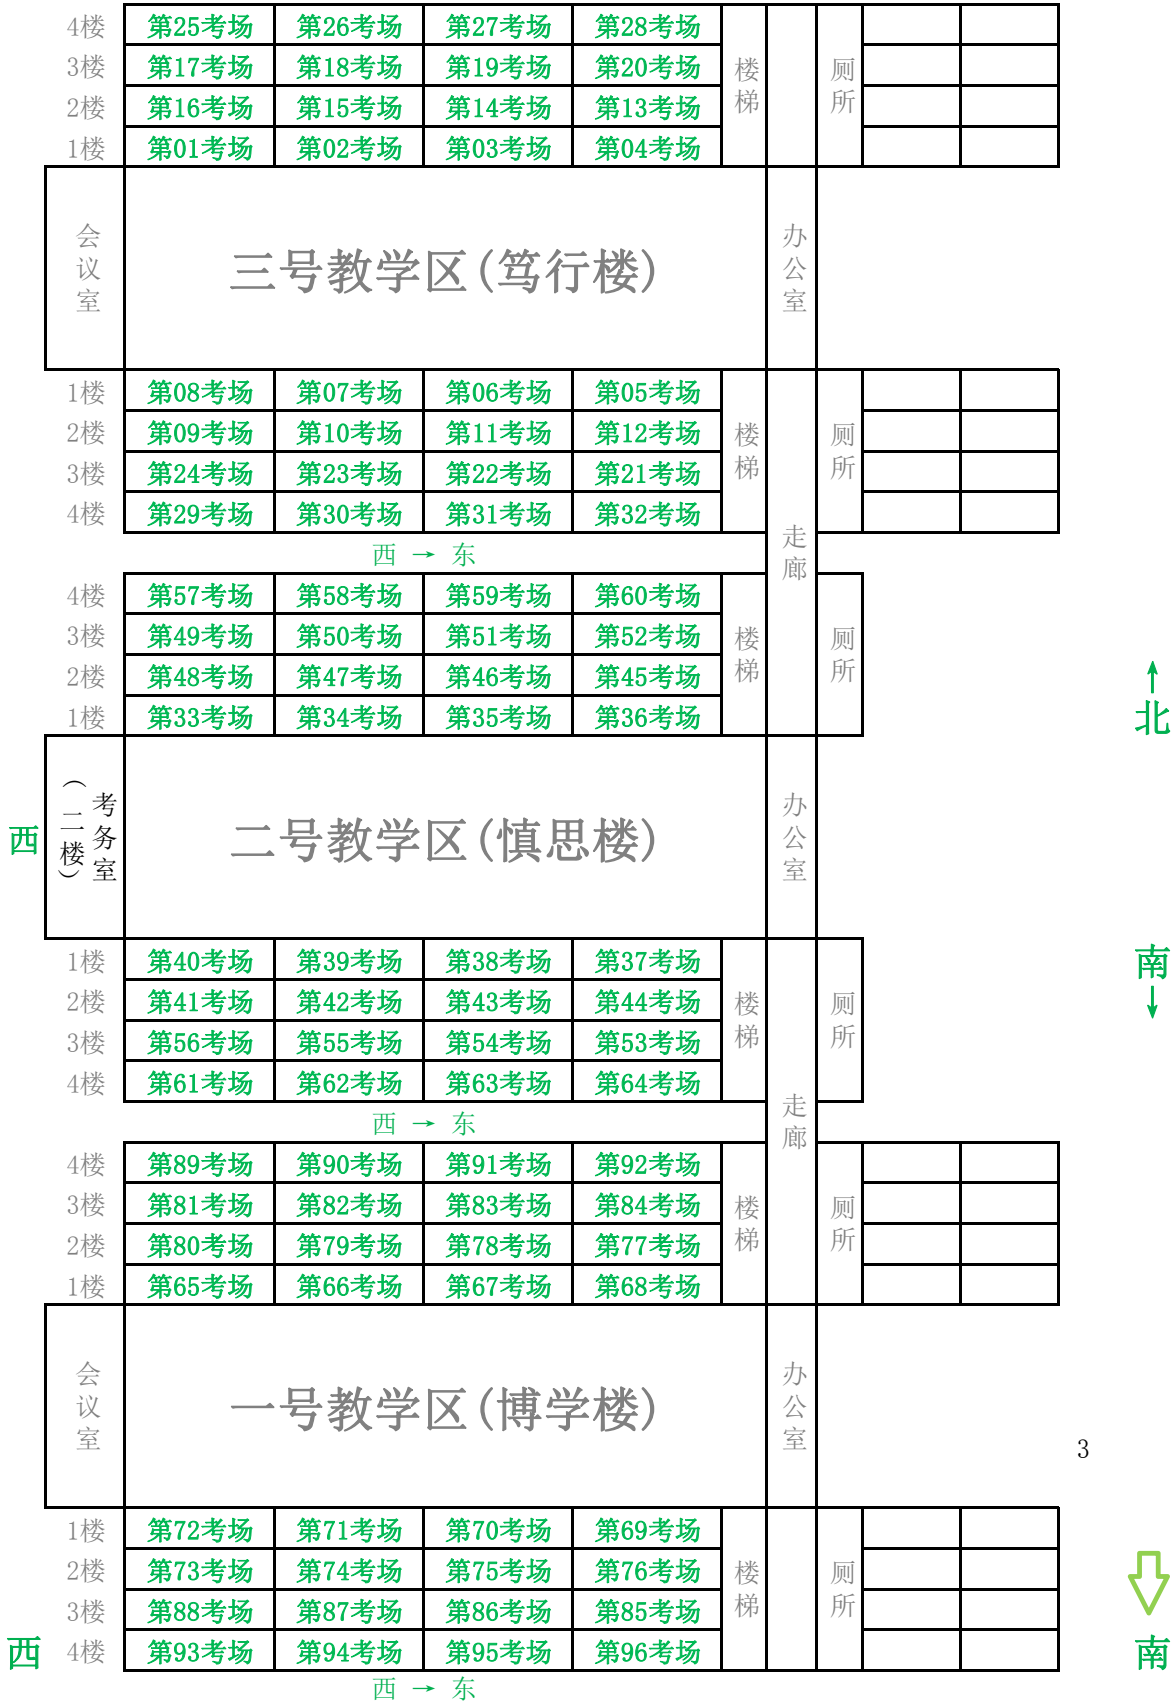 4楼 第25考场 第26考场 第27考场 第28考场
3楼 第17考场 第18考场 第19考场 第20考场
2楼 第16考场 第15考场 第14考场 第13考场
1楼 第01考场 第02考场 第03考场 第04考场
楼梯
厕所
会议室
三号教学区(笃行楼)
办公室
1楼 第08考场 第07考场 第06考场 第05考场
2楼 第09考场 第10考场 第11考场 第12考场
3楼 第24考场 第23考场 第22考场 第21考场
4楼 第29考场 第30考场 第31考场 第32考场
楼梯
厕所
走廊
西 → 东
4楼 第57考场 第58考场 第59考场 第60考场
3楼 第49考场 第50考场 第51考场 第52考场
2楼 第48考场 第47考场 第46考场 第45考场
1楼 第33考场 第34考场 第35考场 第36考场
楼梯
厕所
↑
北
西
考务室
(二楼)
二号教学区(慎思楼)
办公室
南
↓
1楼 第40考场 第39考场 第38考场 第37考场
2楼 第41考场 第42考场 第43考场 第44考场
3楼 第56考场 第55考场 第54考场 第53考场
4楼 第61考场 第62考场 第63考场 第64考场
楼梯
厕所
走廊
西 → 东
4楼 第89考场 第90考场 第91考场 第92考场
3楼 第81考场 第82考场 第83考场 第84考场
2楼 第80考场 第79考场 第78考场 第77考场
1楼 第65考场 第66考场 第67考场 第68考场
楼梯
厕所
会议室
一号教学区(博学楼)
办公室
3
1楼 第72考场 第71考场 第70考场 第69考场
2楼 第73考场 第74考场 第75考场 第76考场
3楼 第88考场 第87考场 第86考场 第85考场
4楼 第93考场 第94考场 第95考场 第96考场
楼梯
厕所
西
南
西 → 东